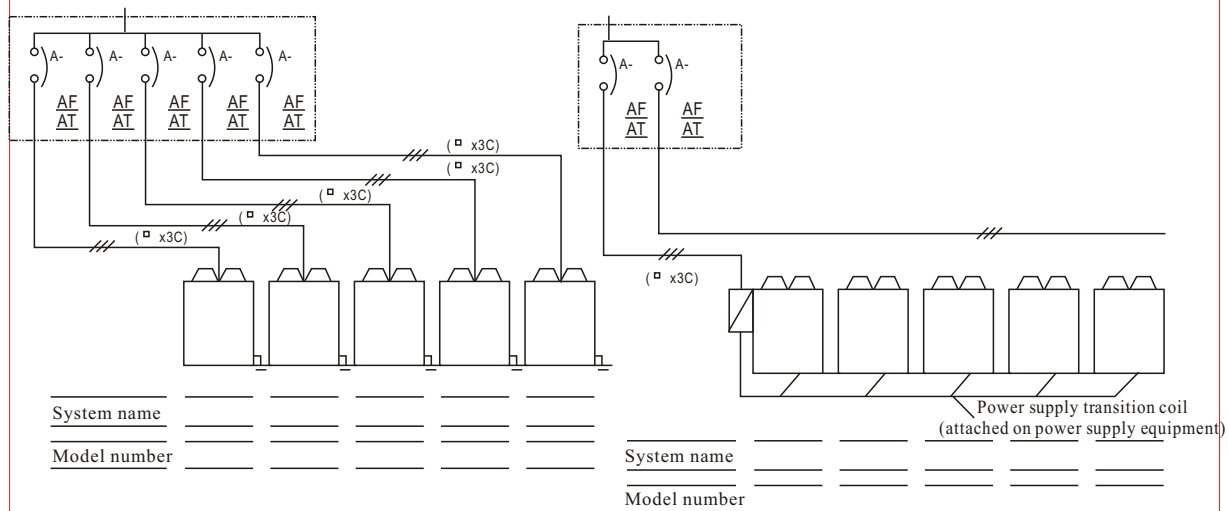 A- A- A- A- A-
AF AF AF AF AF
AT AT AT AT AT
(□ x3C)
(□ x3C)
(□ x3C)
(□ x3C)
(□ x3C)
System name
Model number
A- A-
AF AF
AT AT
(□ x3C)
Power supply transition coil
(attached on power supply equipment)
System name
Model number